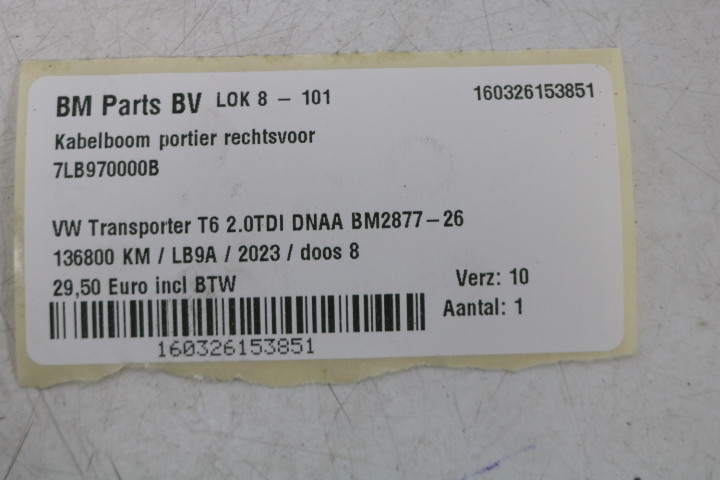 BM Parts BV LOK 8 - 101 160326153851
Kabelboom portier rechtsvoor
7LB970000B
VW Transporter T6 2.0TDI DNAA BM2877-26
136800 KM / LB9A / 2023 / doos 8
29,50 Euro incl BTW Verz: 10
Aantal: 1
160326153851